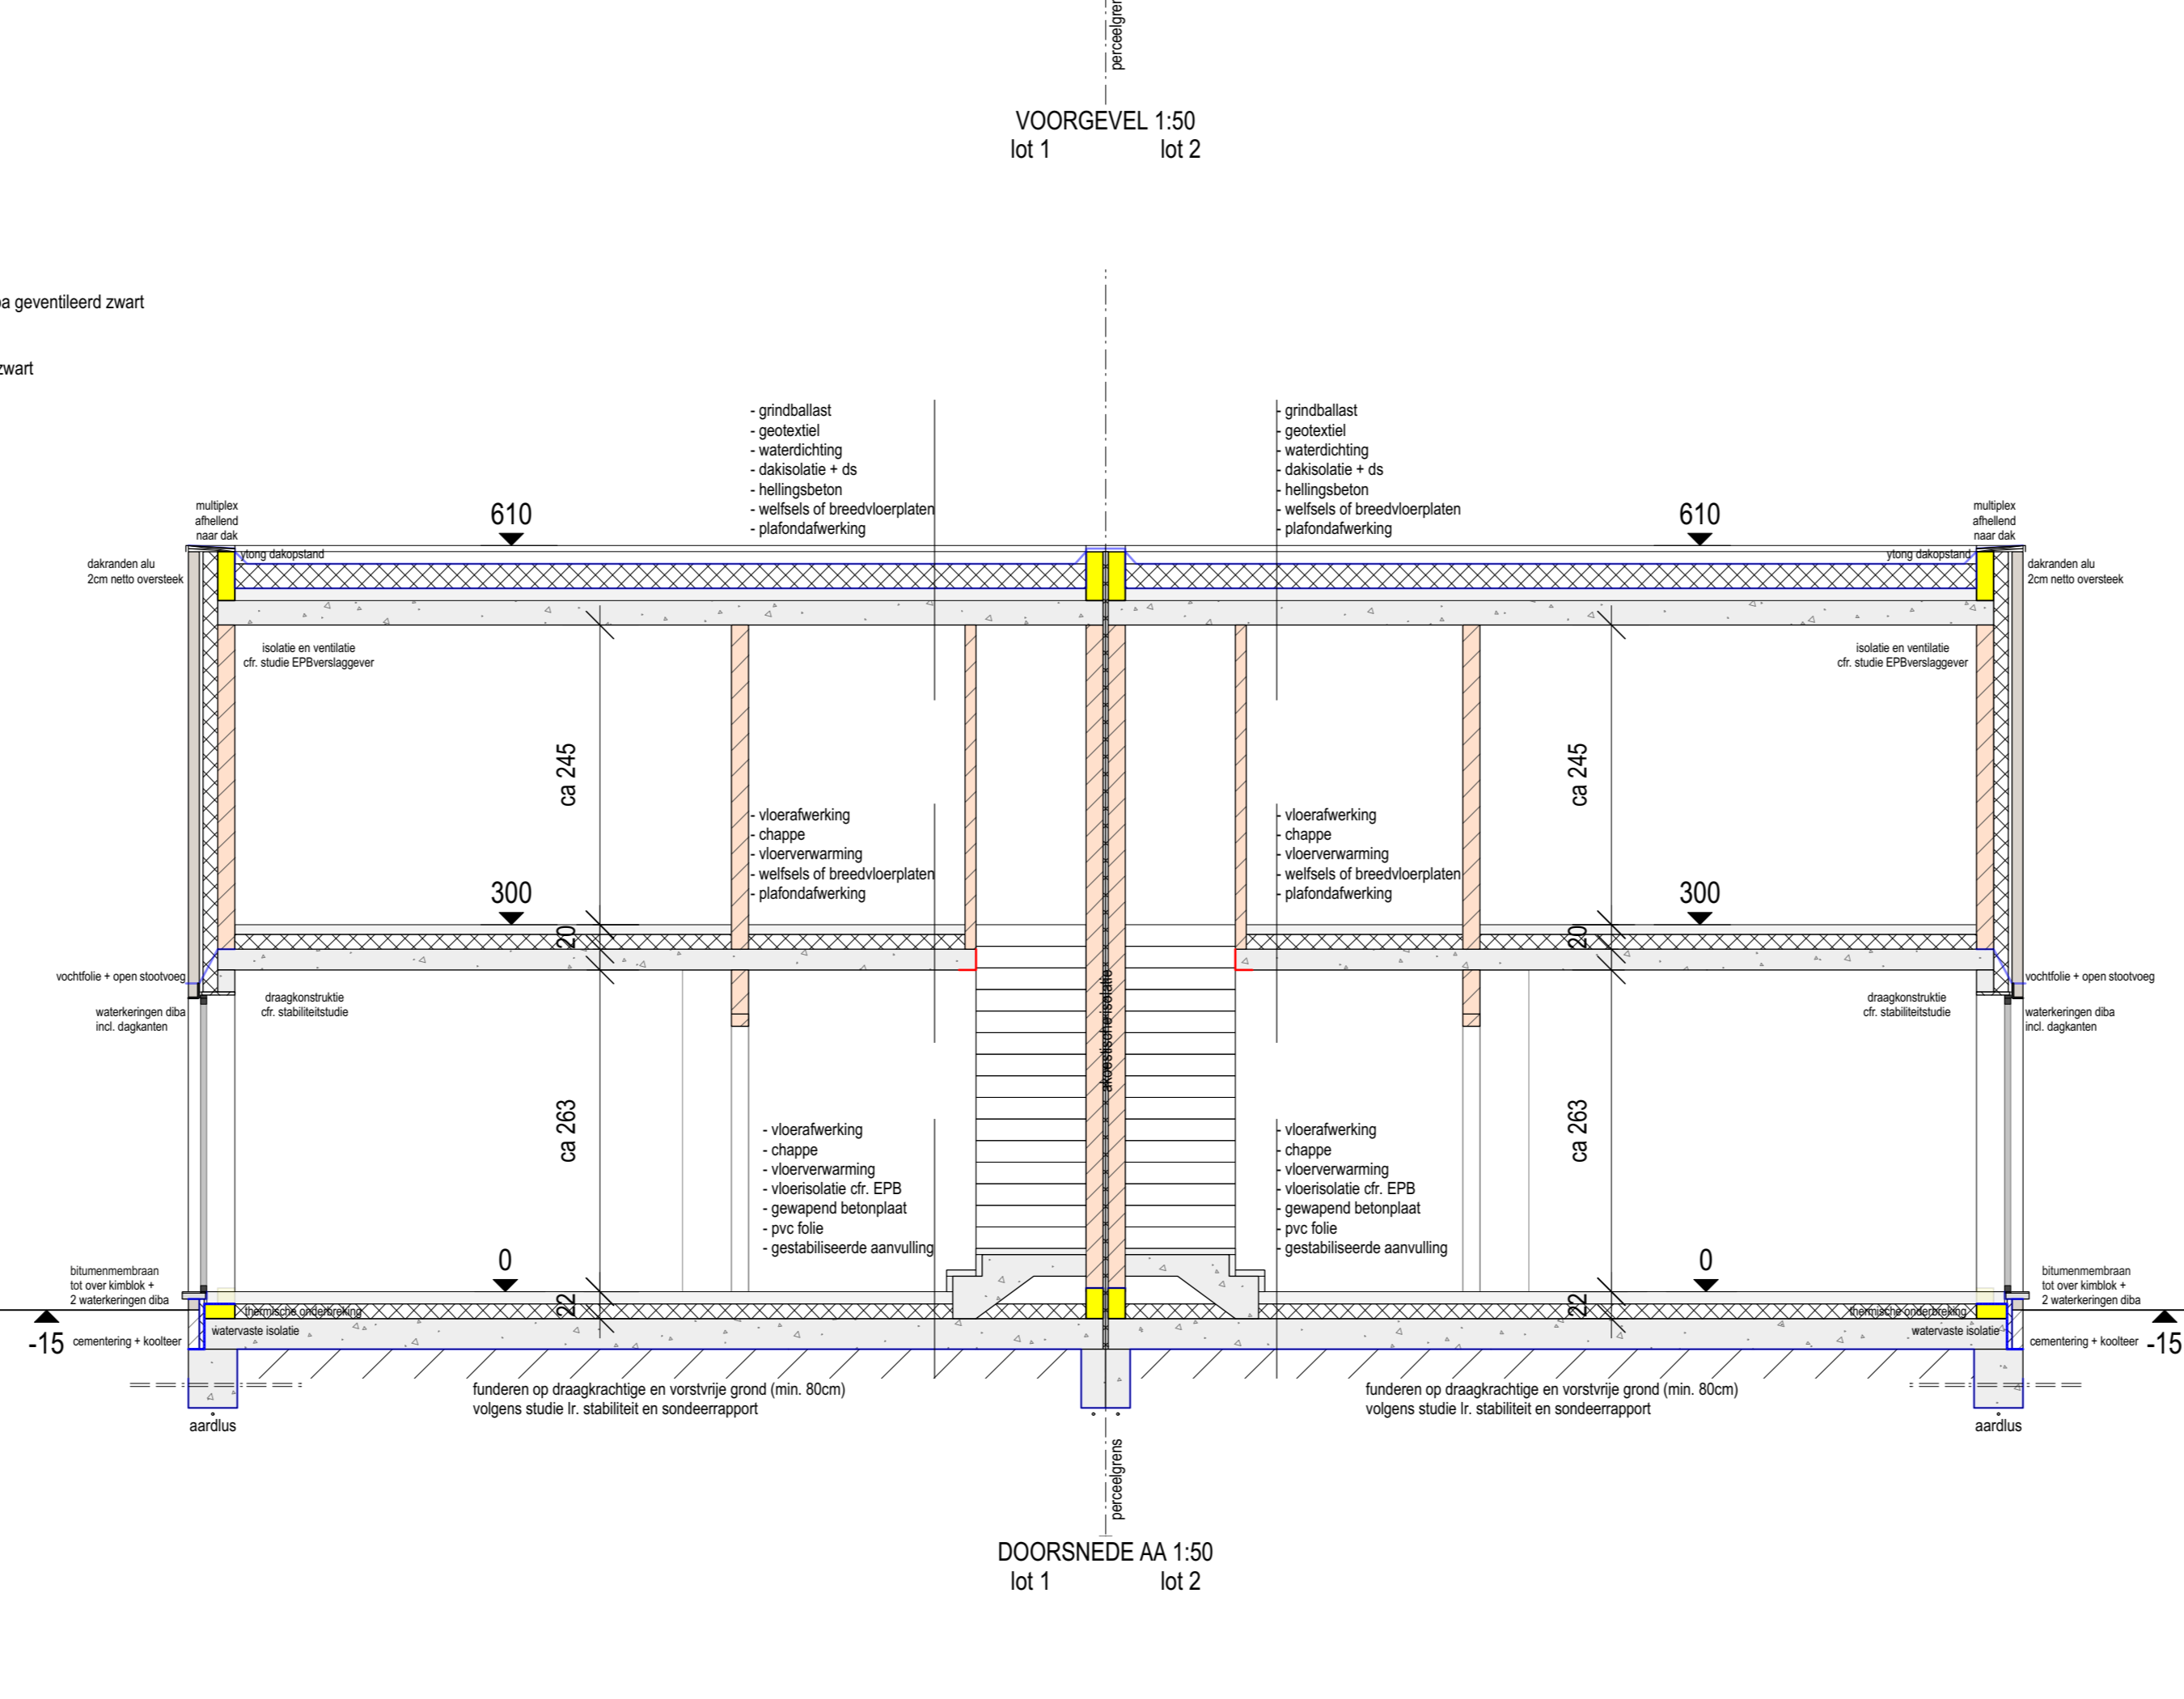 perceelgrens
VOORGEVEL 1:50
lot 1 lot 2
a geventileerd zwart
zwart
- grindballast
- geotextiel
- waterdichting
- dakisolatie + ds
- hellingsbeton
- welfsels of breedvloerplaten
- plafondafwerking
- grindballast
- geotextiel
- waterdichting
- dakisolatie + ds
- hellingsbeton
- welfsels of breedvloerplaten
- plafondafwerking
multiplex
afhellend
naar dak
610
610
multiplex
afhellend
naar dak
dakranden alu
2cm netto oversteek
ytong dakopstand
ytong dakopstand
dakranden alu
2cm netto oversteek
isolatie en ventilatie
cfr. studie EPBverslaggever
isolatie en ventilatie
cfr. studie EPBverslaggever
ca 245
ca 245
- vloerafwerking
- chappe
- vloerverwarming
- welfsels of breedvloerplaten
- plafondafwerking
- vloerafwerking
- chappe
- vloerverwarming
- welfsels of breedvloerplaten
- plafondafwerking
300
300
20
20
vochtfolie + open stootvoeg
vochtfolie + open stootvoeg
waterkeringen diba
incl. dagkanten
draagkonstruktie
cfr. stabiliteitstudie
akoestische isolatie
draagkonstruktie
cfr. stabiliteitstudie
waterkeringen diba
incl. dagkanten
ca 263
ca 263
- vloerafwerking
- chappe
- vloerverwarming
- vloerisolatie cfr. EPB
- gewapend betonplaat
- pvc folie
- gestabiliseerde aanvulling
- vloerafwerking
- chappe
- vloerverwarming
- vloerisolatie cfr. EPB
- gewapend betonplaat
- pvc folie
- gestabiliseerde aanvulling
0
0
bitumenmembraan
tot over kimblok +
2 waterkeringen diba
bitumenmembraan
tot over kimblok +
2 waterkeringen diba
22
22
thermische onderbreking
thermische onderbreking
watervaste isolatie
watervaste isolatie
-15
cementering + koolteer
cementering + koolteer
-15
funderen op draagkrachtige en vorstvrije grond (min. 80cm)
volgens studie Ir. stabiliteit en sondeerrapport
funderen op draagkrachtige en vorstvrije grond (min. 80cm)
volgens studie Ir. stabiliteit en sondeerrapport
aardlus
aardlus
perceelgrens
DOORSNEDE AA 1:50
lot 1 lot 2